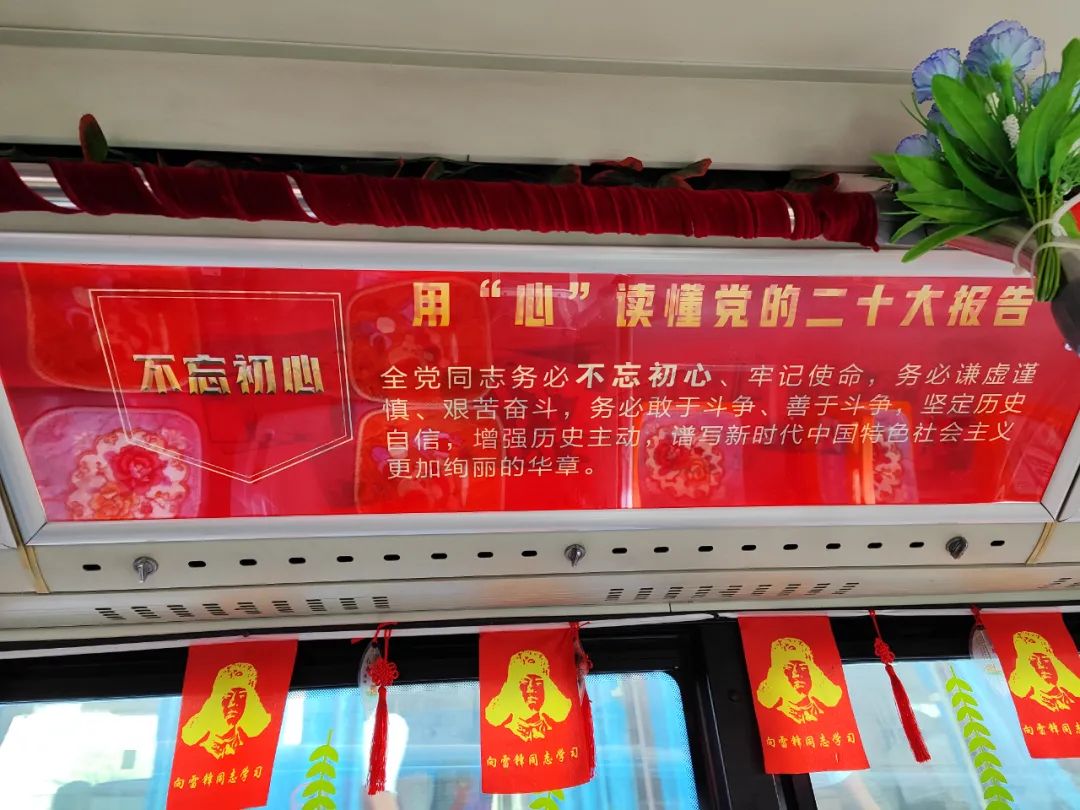 用“心”读懂党的二十大报告
不忘初心
全党同志务必不忘初心、牢记使命，务必谦虚谨
慎、艰苦奋斗，务必敢于斗争、善于斗争，坚定历史
自信，增强历史主动，谱写新时代中国特色社会主义
更加绚丽的华章。
向雷锋同志学习
向雷锋同志学习
向雷锋同志学习
向雷锋同志学习